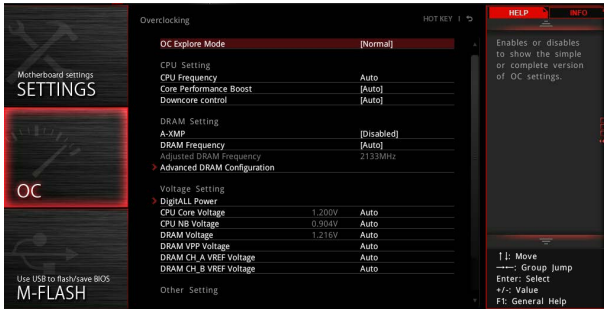 Overclocking
HOT KEY |
HELP
INFO
OC Explore Mode [Normal]
CPU Setting
CPU Frequency Auto
Core Performance Boost [Auto]
Downcore control [Auto]
DRAM Setting
A-XMP [Disabled]
DRAM Frequency [Auto]
Adjusted DRAM Frequency 2133MHz
> Advanced DRAM Configuration
Voltage Setting
> DigitALL Power
CPU Core Voltage 1.200V Auto
CPU NB Voltage 0.904V Auto
DRAM Voltage 1.216V Auto
DRAM VPP Voltage Auto
DRAM CH_A VREF Voltage Auto
DRAM CH_B VREF Voltage Auto
Other Setting
Motherboard settings
SETTINGS
OC
Use USB to flash/save BIOS
M-FLASH
Enables or disables
to show the simple
or complete version
of OC settings.
↑↓: Move
→←: Group Jump
Enter: Select
+/-: Value
F1: General Help